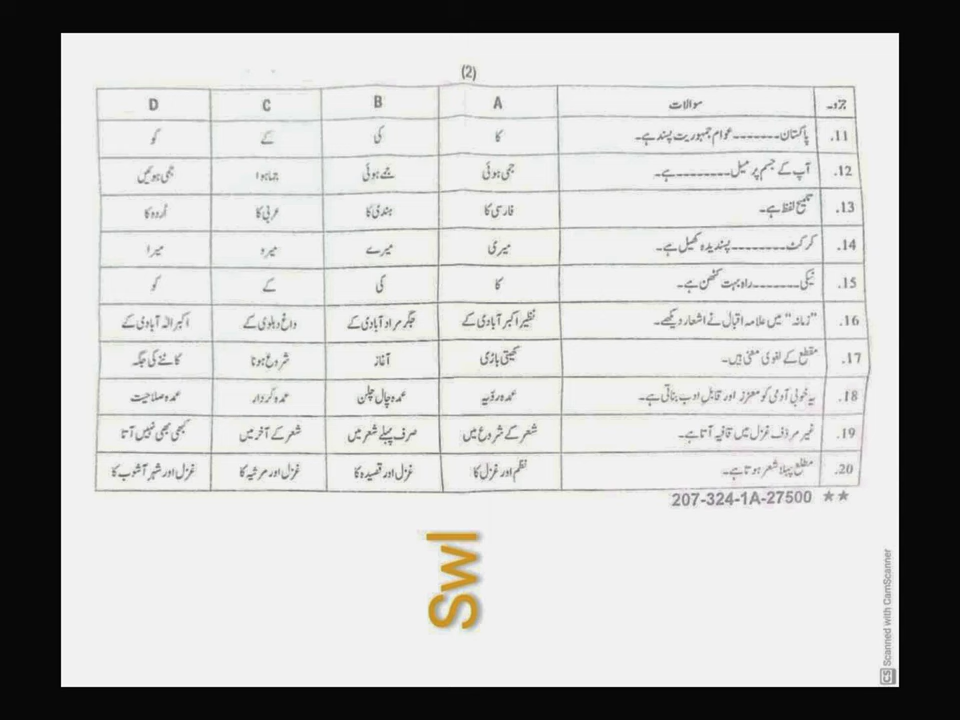 (2)
جزو۔ سوالات A B C D
11. پاکستان ------- عوام جمہوریت پسند ہے۔ کا کی کے کو
12. آپ کے جسم پر میل -------- ہے۔ جمی ہوئی جمے ہوئی جما ہوا جمی ہوئیں
13. تلمیح لفظ ہے۔ فارسی کا ہندی کا عربی کا اُردو کا
14. کرکٹ -------- پسندیدہ کھیل ہے۔ میری میرے میرو میرا
15. نیکی ------- راہ بہت کٹھن ہے۔ کا کی کے کو
16. "زمانہ" میں علامہ اقبال نے اشعار دیکھے۔ نظیر اکبر آبادی کے جگر مراد آبادی کے داغ دہلوی کے اکبر الہ آبادی کے
17. مقطع کے لغوی معنی ہیں۔ کھیتی باڑی آغاز شروع ہونا کاٹنے کی جگہ
18. یہ خوبی آدمی کو معزز اور قابل ادب بناتی ہے۔ عمدہ رویہ عمدہ چال چلن عمدہ کردار عمدہ صلاحیت
19. غیر مردف غزل میں قافیہ آتا ہے۔ شعر کے شروع میں صرف پہلے شعر میں شعر کے آخر میں کبھی بھی نہیں آتا
20. مطلع پہلا شعر ہوتا ہے۔ نظم اور غزل کا غزل اور قصیدہ کا غزل اور مرثیہ کا غزل اور شہر آشوب کا
207-324-1A-27500 ★★
Swl
CS Scanned with CamScanner